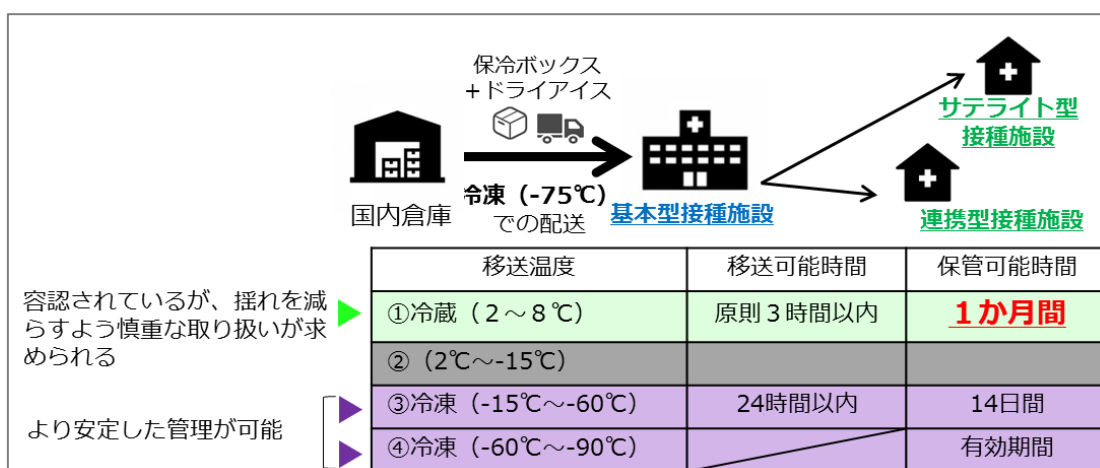 保冷ボックス
＋ドライアイス
国内倉庫
冷凍（-75℃）
での配送
基本型接種施設
サテライト型
接種施設
連携型接種施設
移送温度 移送可能時間 保管可能時間
容認されているが、揺れを減
らすよう慎重な取り扱いが求
められる
①冷蔵（２～８℃） 原則３時間以内 １か月間
②（2℃～-15℃）
より安定した管理が可能
③冷凍（-15℃～-60℃） 24時間以内 14日間
④冷凍（-60℃～-90℃） 有効期間